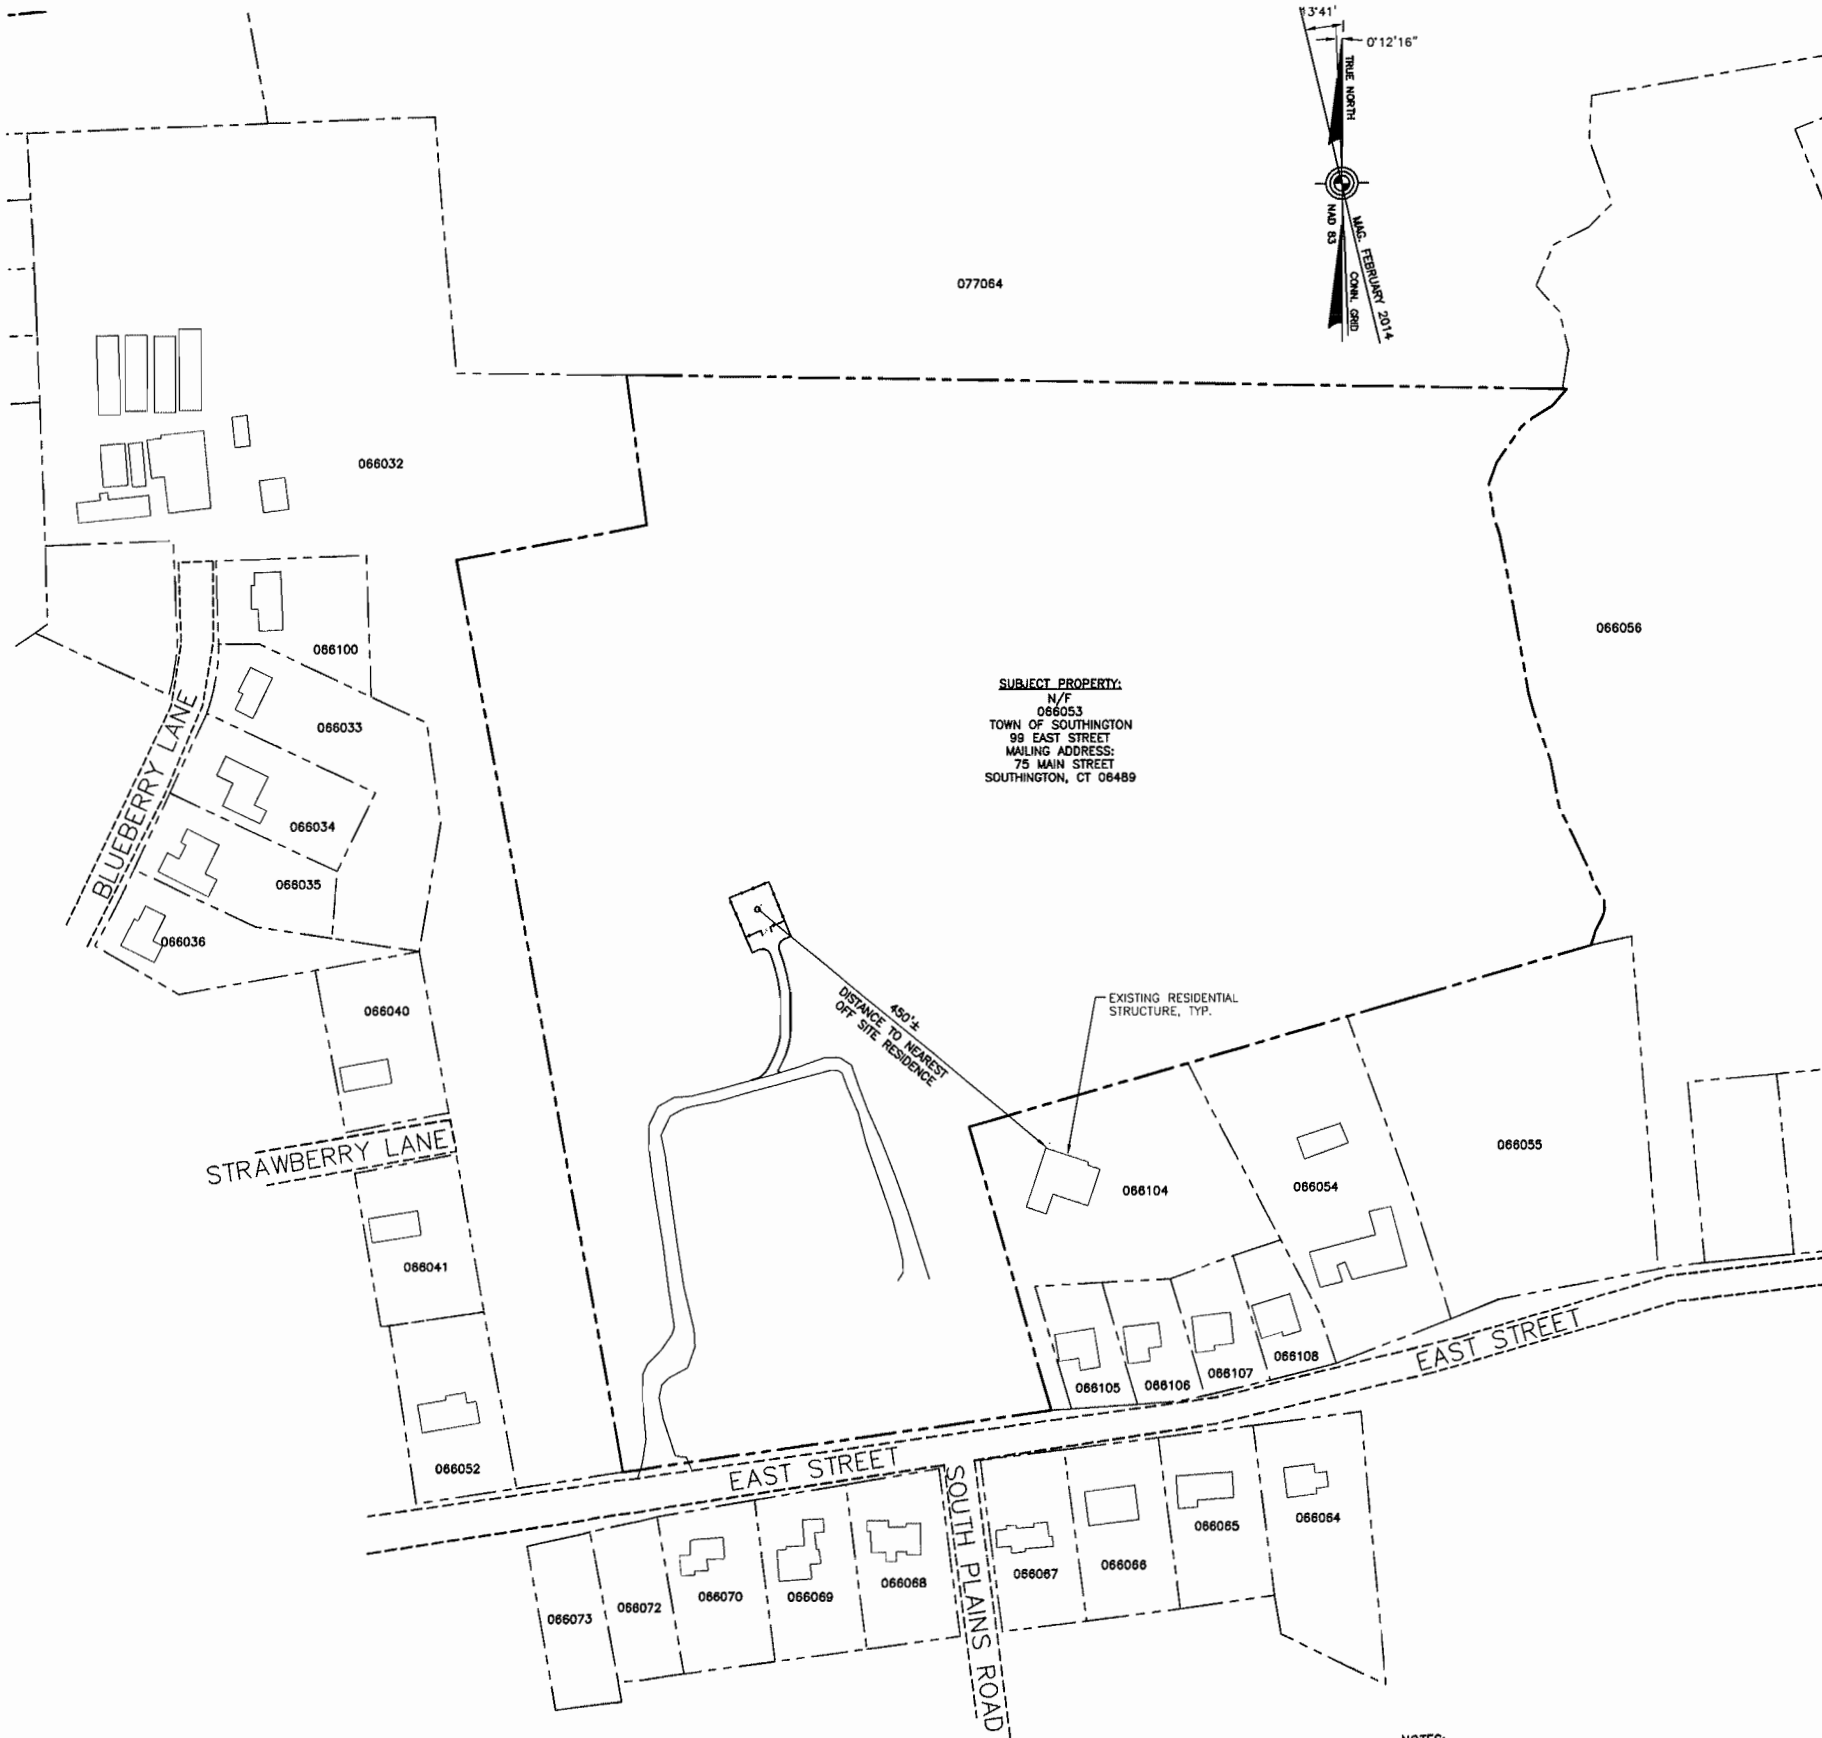 13°41'
0°12'16"
TRUE NORTH
NAD 83
MAG. FEBRUARY 2014
CONN. GRID
077064
066032
066056
066100
SUBJECT PROPERTY:
N/F
066053
TOWN OF SOUTHINGTON
99 EAST STREET
MAILING ADDRESS:
75 MAIN STREET
SOUTHINGTON, CT 06489
066033
BLUEBERRY LANE
066034
066035
066036
066040
450'±
DISTANCE TO NEAREST
OFF SITE RESIDENCE
EXISTING RESIDENTIAL
STRUCTURE, TYP.
STRAWBERRY LANE
066055
066104
066054
066041
EAST STREET
066108
066107
066106
066105
066052
EAST STREET
SOUTH PLAINS ROAD
066064
066065
066066
066067
066068
066069
066070
066072
066073
NOTES: